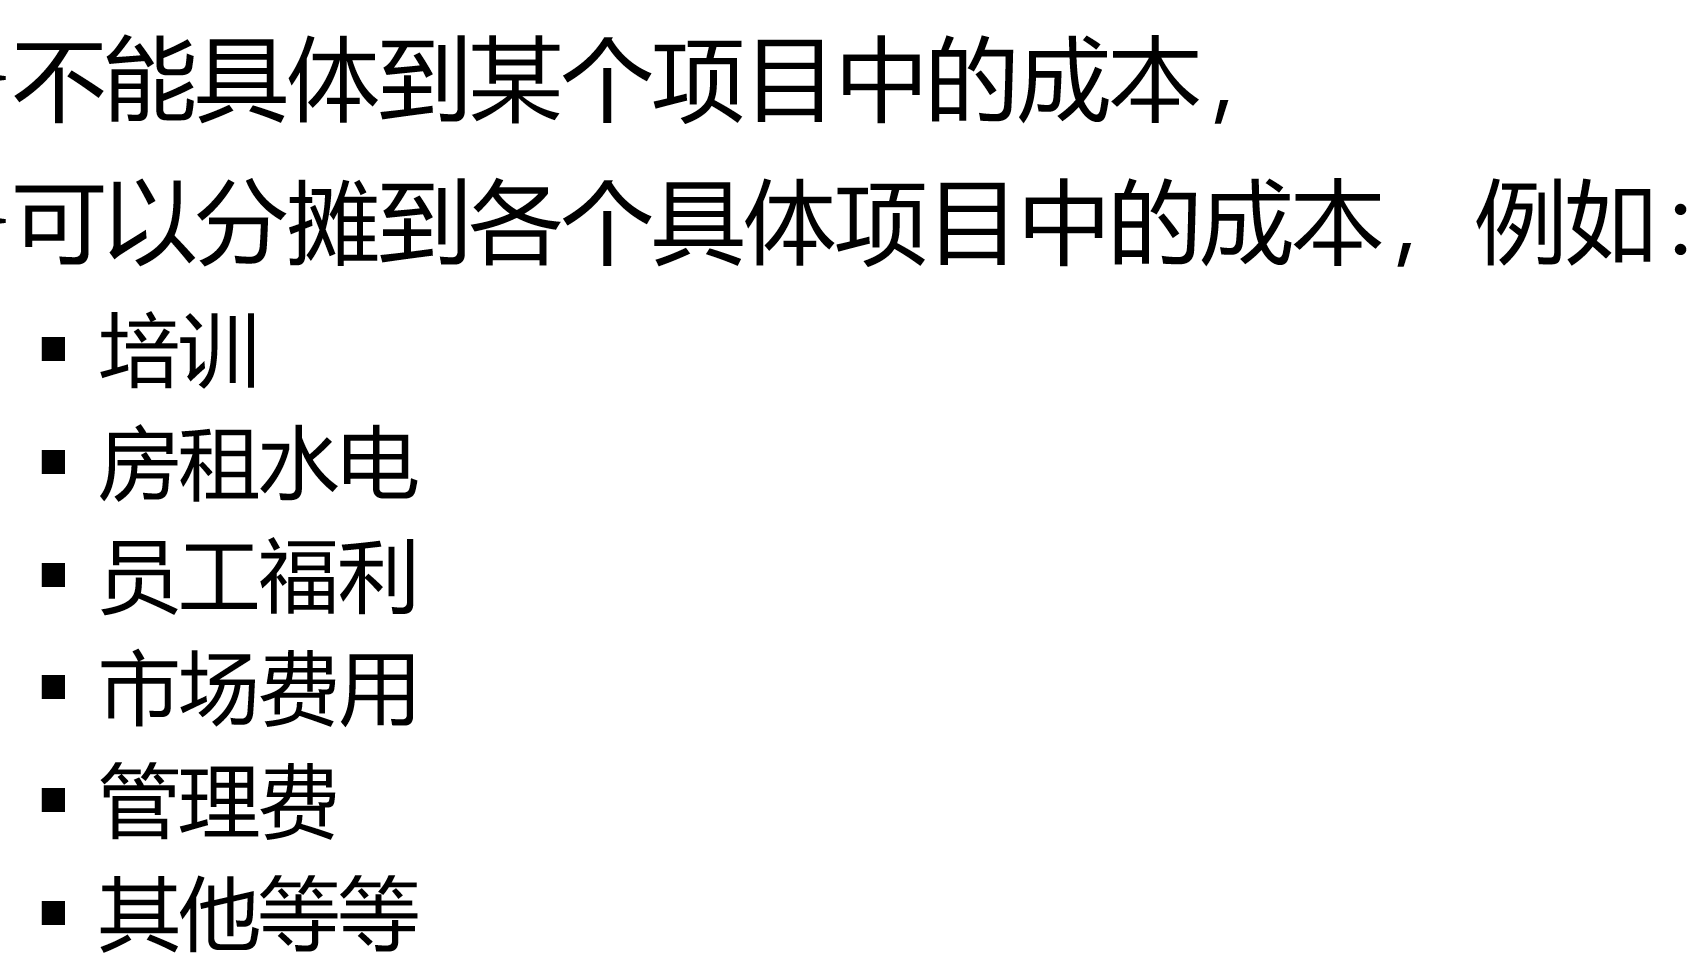 不能具体到某个项目中的成本，
可以分摊到各个具体项目中的成本，例如：
▪ 培训
▪ 房租水电
▪ 员工福利
▪ 市场费用
▪ 管理费
▪ 其他等等